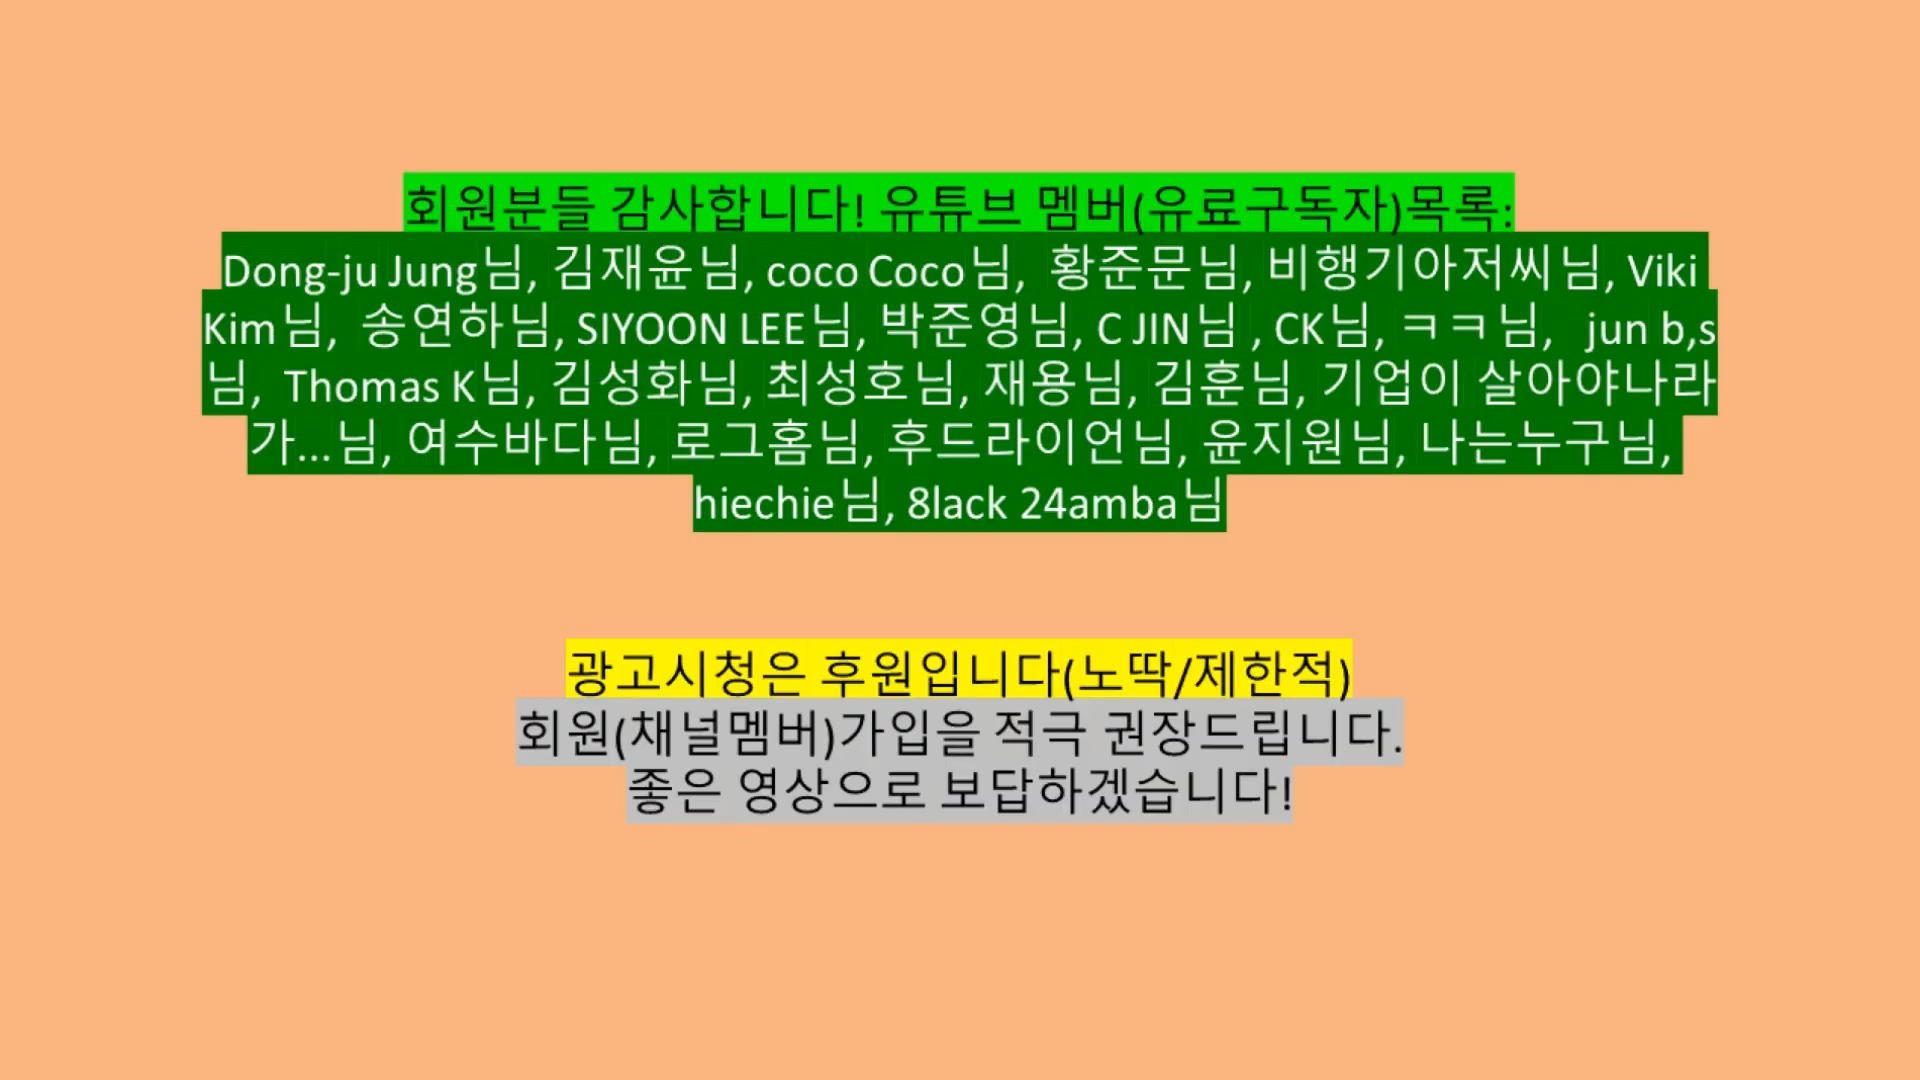 회원분들 감사합니다! 유튜브 멤버(유료구독자)목록:
Dong-ju Jung님, 김재윤님, coco Coco님, 황준문님, 비행기아저씨님, Viki
Kim님, 송연하님, SIYOON LEE님, 박준영님, C JIN님 , CK님, ㅋㅋ님, jun b,s
님, Thomas K님, 김성화님, 최성호님, 재용님, 김훈님, 기업이 살아야나라
가...님, 여수바다님, 로그홈님, 후드라이언님, 윤지원님, 나는누구님,
hiechie님, 8lack 24amba님
광고시청은 후원입니다(노딱/제한적)
회원(채널멤버)가입을 적극 권장드립니다.
좋은 영상으로 보답하겠습니다!